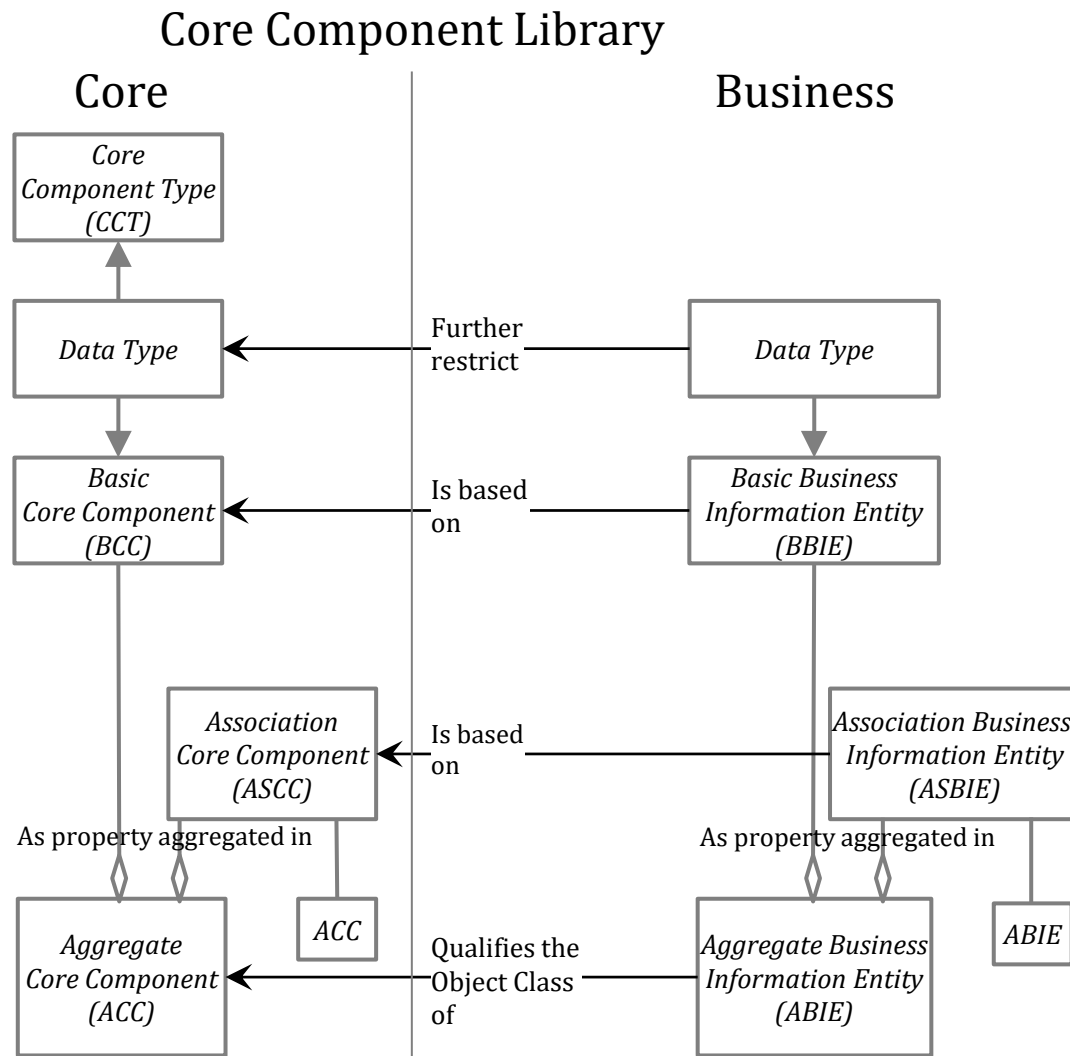 Core Component Library
Core
Business
Core
Component Type
(CCT)
Data Type
Further
restrict
Data Type
Basic
Core Component
(BCC)
Is based
on
Basic Business
Information Entity
(BBIE)
Association
Core Component
(ASCC)
Is based
on
Association Business
Information Entity
(ASBIE)
As property aggregated in
As property aggregated in
ACC
ABIE
Aggregate
Core Component
(ACC)
Qualifies the
Object Class
of
Aggregate Business
Information Entity
(ABIE)